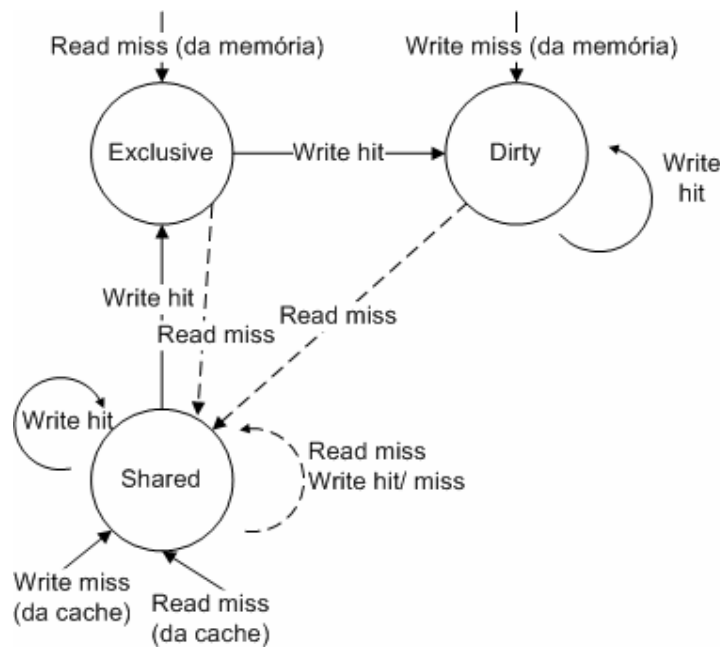 Read miss (da memória)
Write miss (da memória)
Exclusive
Write hit
Dirty
Write
hit
Write hit
Read miss
Read miss
Write hit
Shared
Read miss
Write hit/ miss
Write miss
(da cache)
Read miss
(da cache)